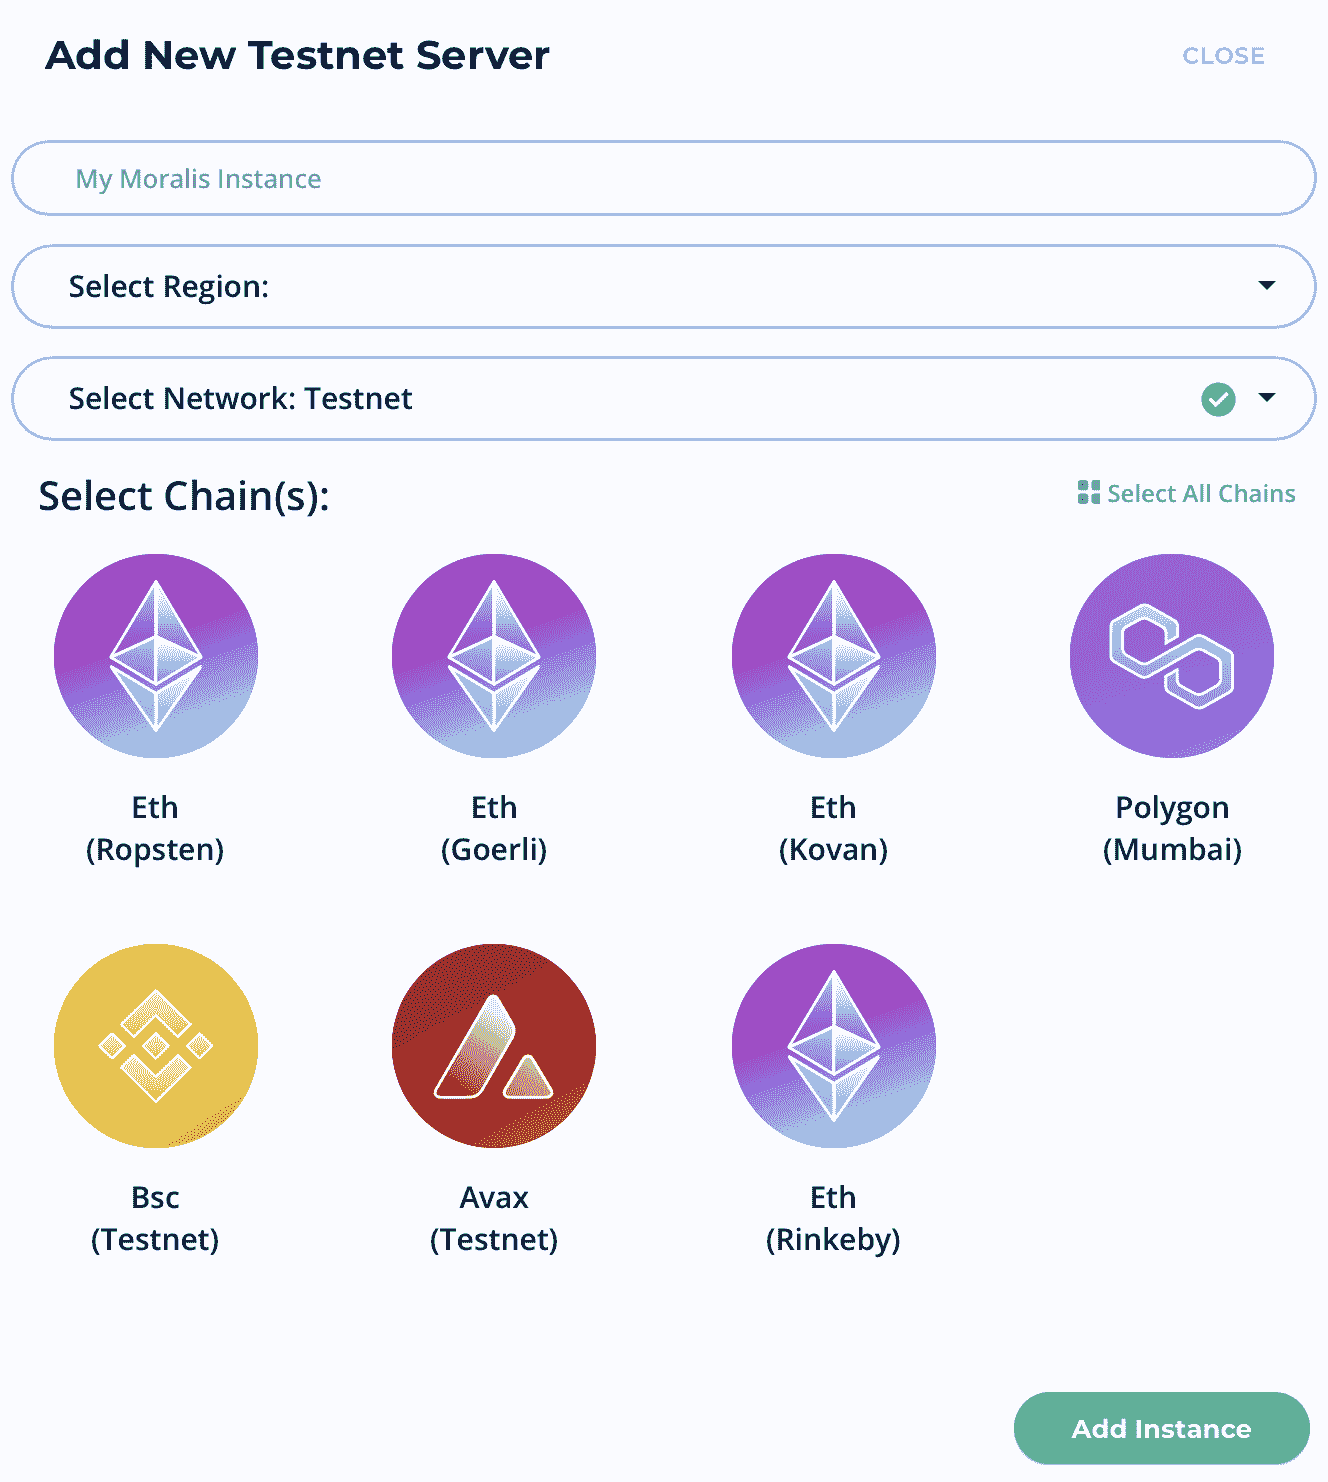 Add New Testnet Server
CLOSE
My Moralis Instance
Select Region:
Select Network: Testnet
Select Chain(s):
Select All Chains
Eth
(Ropsten)
Eth
(Goerli)
Eth
(Kovan)
Polygon
(Mumbai)
Bsc
(Testnet)
Avax
(Testnet)
Eth
(Rinkeby)
Add Instance